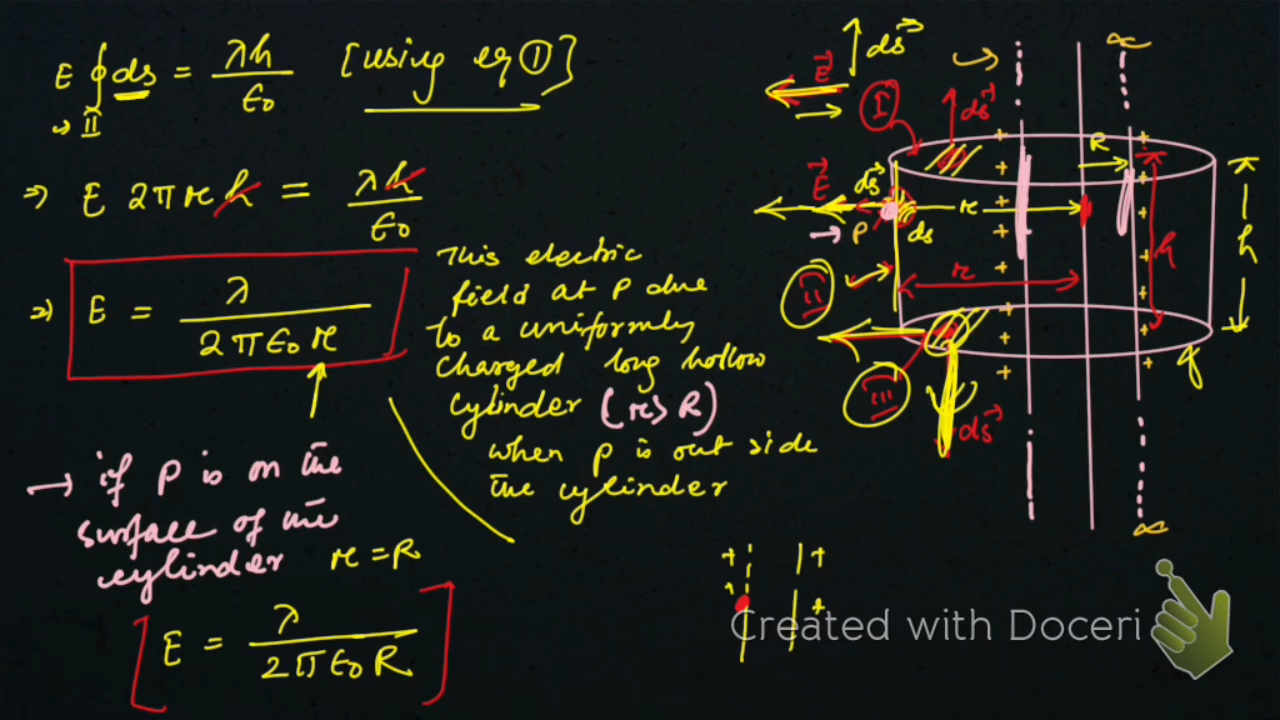 E ∮ ds = λh/ε₀ [using eq ①]
→ II
⇒ E 2πr h = λh/ε₀
⇒ E = λ/2πε₀r
This electric
field at P due
to a uniformly
charged long hollow
cylinder (r > R)
when P is out side
the cylinder
→ if P is on the
surface of the
cylinder r = R
E = λ/2πε₀R
ds→
E→
I
ds→
∝
R
E→
ds→
r
P
ds
h
h
r
II
III
ds→
q
∝
+ +
+ +
Created with Doceri